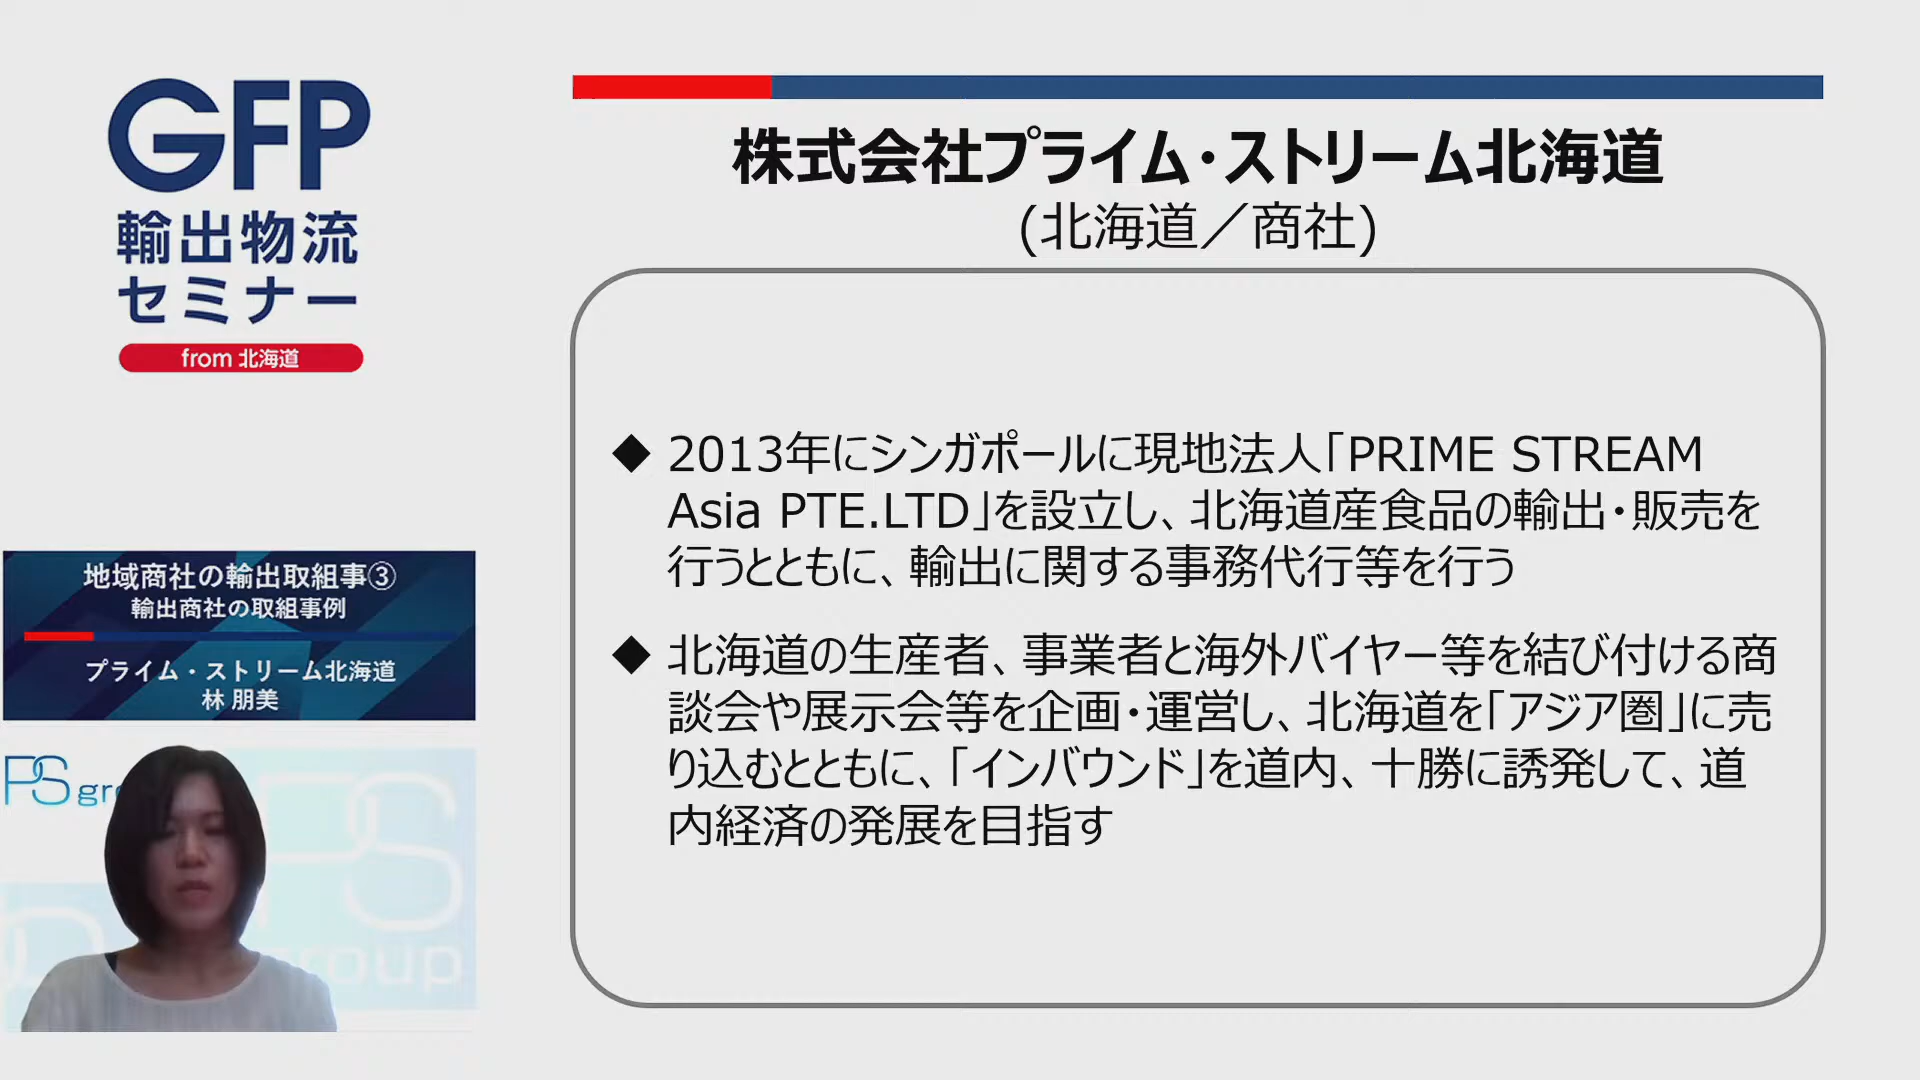 GFP
輸出物流
セミナー
from 北海道
株式会社プライム・ストリーム北海道
(北海道／商社)
◆ 2013年にシンガポールに現地法人「PRIME STREAM
Asia PTE.LTD」を設立し、北海道産食品の輸出・販売を
行うとともに、輸出に関する事務代行等を行う
◆ 北海道の生産者、事業者と海外バイヤー等を結び付ける商
談会や展示会等を企画・運営し、北海道を「アジア圏」に売
り込むとともに、「インバウンド」を道内、十勝に誘発して、道
内経済の発展を目指す
地域商社の輸出取組事③
輸出商社の取組事例
プライム・ストリーム北海道
林 朋美
PS gr
PS
group